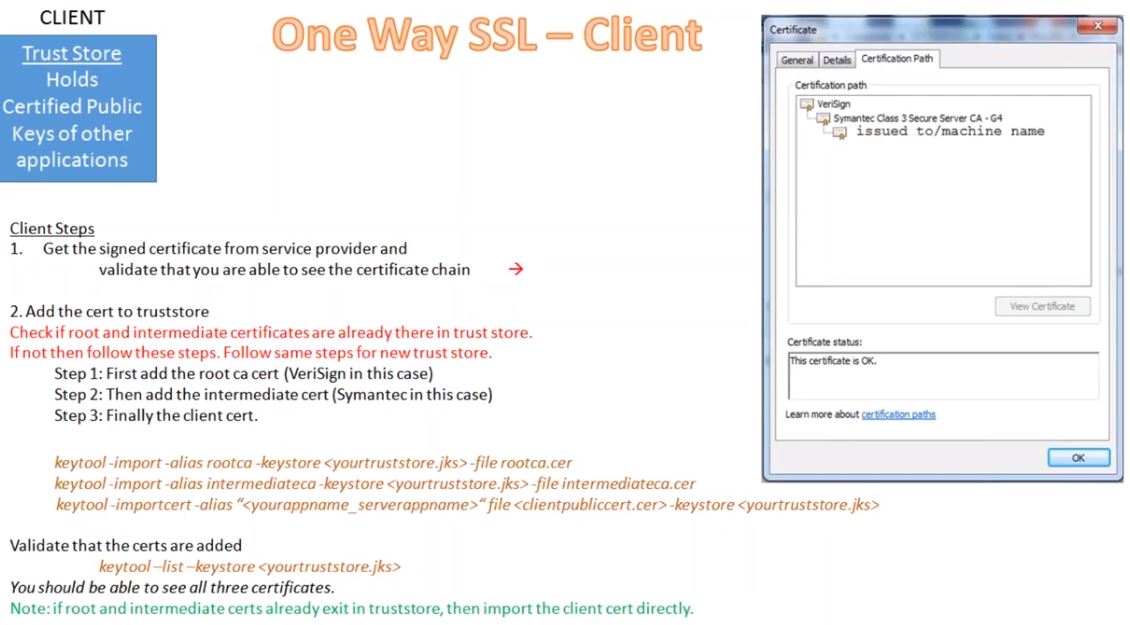 CLIENT
One Way SSL – Client
Trust Store
Holds
Certified Public
Keys of other
applications
Certificate
General
Details
Certification Path
Certification path
VeriSign
Symantec Class 3 Secure Server CA - G4
issued to/machine name
View Certificate
Certificate status:
This certificate is OK.
Learn more about certification paths
OK
Client Steps
1. Get the signed certificate from service provider and
validate that you are able to see the certificate chain →
2. Add the cert to truststore
Check if root and intermediate certificates are already there in trust store.
If not then follow these steps. Follow same steps for new trust store.
Step 1: First add the root ca cert (VeriSign in this case)
Step 2: Then add the intermediate cert (Symantec in this case)
Step 3: Finally the client cert.
keytool -import -alias rootca -keystore <yourtruststore.jks> -file rootca.cer
keytool -import -alias intermediateca -keystore <yourtruststore.jks> -file intermediateca.cer
keytool -importcert -alias “<yourappname_serverappname>“ file <clientpubliccert.cer> -keystore <yourtruststore.jks>
Validate that the certs are added
keytool –list –keystore <yourtruststore.jks>
You should be able to see all three certificates.
Note: if root and intermediate certs already exit in truststore, then import the client cert directly.